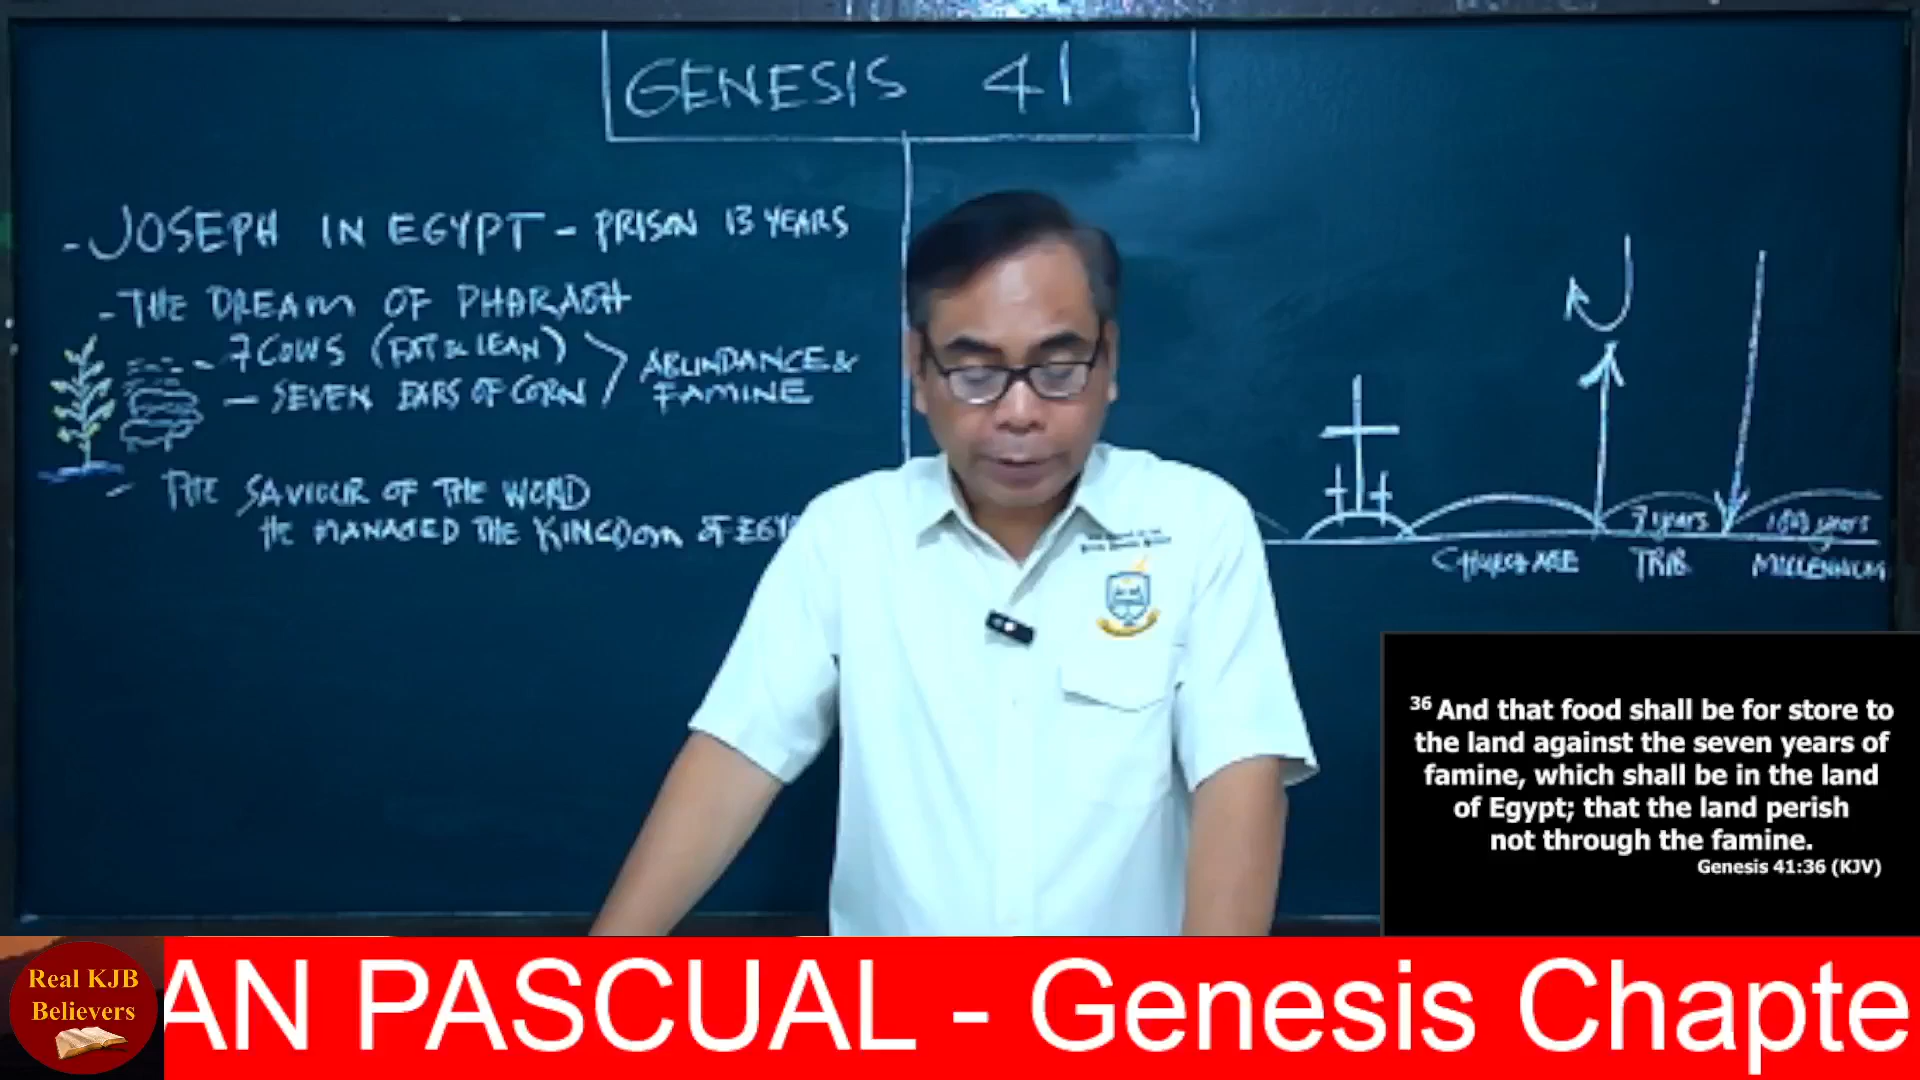 GENESIS 41
- JOSEPH IN EGYPT - PRISON 13 YEARS
- THE DREAM OF PHARAOH
- 7 COWS (FAT & LEAN)
- SEVEN EARS OF CORN
ABUNDANCE &
FAMINE
- THE SAVIOUR OF THE WORD
HE MANAGED THE KINGDOM OF EGY
7 years
CHURCH AGE
TRIB
MILLENNIUM
36 And that food shall be for store to
the land against the seven years of
famine, which shall be in the land
of Egypt; that the land perish
not through the famine.
Genesis 41:36 (KJV)
Real KJB
Believers
AN PASCUAL - Genesis Chapte